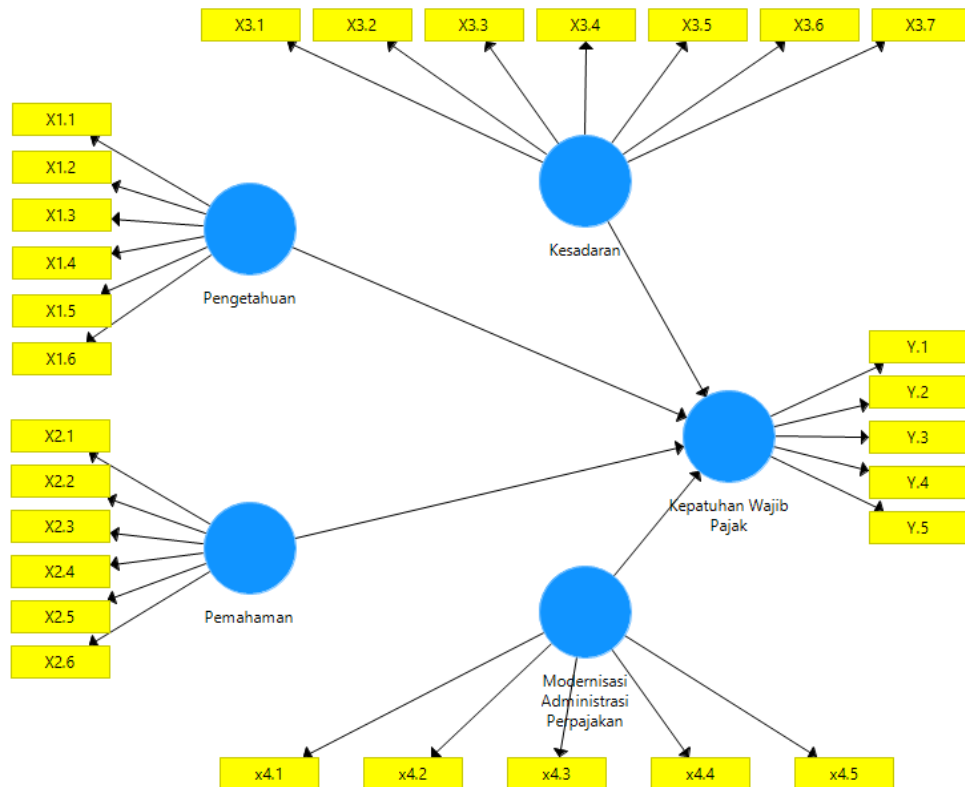 X3.1
X3.2
X3.3
X3.4
X3.5
X3.6
X3.7
X1.1
X1.2
X1.3
X1.4
X1.5
X1.6
Pengetahuan
Kesadaran
X2.1
X2.2
X2.3
X2.4
X2.5
X2.6
Pemahaman
Y.1
Y.2
Y.3
Y.4
Y.5
Kepatuhan Wajib
Pajak
Modernisasi
Administrasi
Perpajakan
x4.1
x4.2
x4.3
x4.4
x4.5